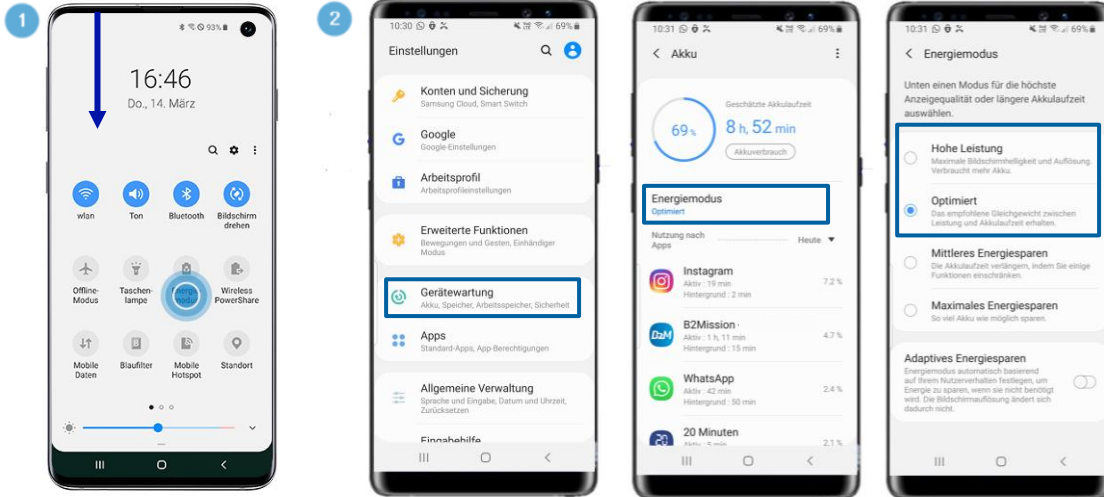 1
93%
16:46
Do., 14. März
wlan
Ton
Bluetooth
Bildschirm
drehen
Offline-
Modus
Taschen-
lampe
Energie-
modus
Wireless
PowerShare
Mobile
Daten
Blaufilter
Mobile
Hotspot
Standort
2
10:30
69%
Einstellungen
Konten und Sicherung
Samsung Cloud, Smart Switch
Google
Google-Einstellungen
Arbeitsprofil
Arbeitsprofileinstellungen
Erweiterte Funktionen
Bewegungen und Gesten, Einhändiger
Modus
Gerätewartung
Akku, Speicher, Arbeitsspeicher, Sicherheit
Apps
Standard-Apps, App-Berechtigungen
Allgemeine Verwaltung
Sprache und Eingabe, Datum und Uhrzeit,
Zurücksetzen
Eingabehilfe
10:31
69%
Akku
69%
Geschätzte Akkulaufzeit
8 h, 52 min
Akkuverbrauch
Energiemodus
Optimiert
Nutzung nach
Apps
Heute
Instagram
Aktiv : 19 min
Hintergrund : 2 min
7.2 %
B2M
B2Mission
Aktiv : 1 h, 11 min
Hintergrund : 15 min
4.7 %
WhatsApp
Aktiv : 42 min
Hintergrund : 50 min
2.4 %
20
20 Minuten
Aktiv : 5 min
2.1 %
10:31
69%
Energiemodus
Unten einen Modus für die höchste
Anzeigequalität oder längere Akkulaufzeit
auswählen.
Hohe Leistung
Maximale Bildschirmhelligkeit und Auflösung.
Verbraucht mehr Akku.
Optimiert
Das empfohlene Gleichgewicht zwischen
Leistung und Akkulaufzeit erhalten.
Mittleres Energiesparen
Die Akkulaufzeit verlängern, indem Sie einige
Funktionen einschränken.
Maximales Energiesparen
So viel Akku wie möglich sparen.
Adaptives Energiesparen
Energiemodus automatisch basierend
auf Ihrem Nutzerverhalten festlegen, um
Energie zu sparen, wenn sie nicht benötigt
wird. Die Bildschirmauflösung ändert sich
dadurch nicht.